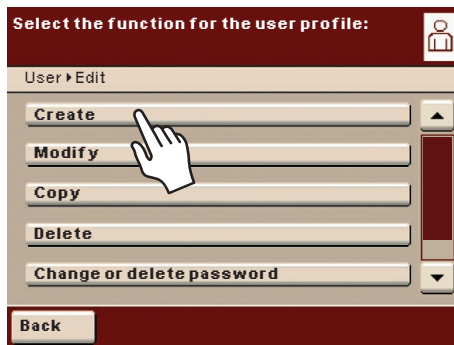 Select the function for the user profile:
User▸Edit
Create
Modify
Copy
Delete
Change or delete password
Back